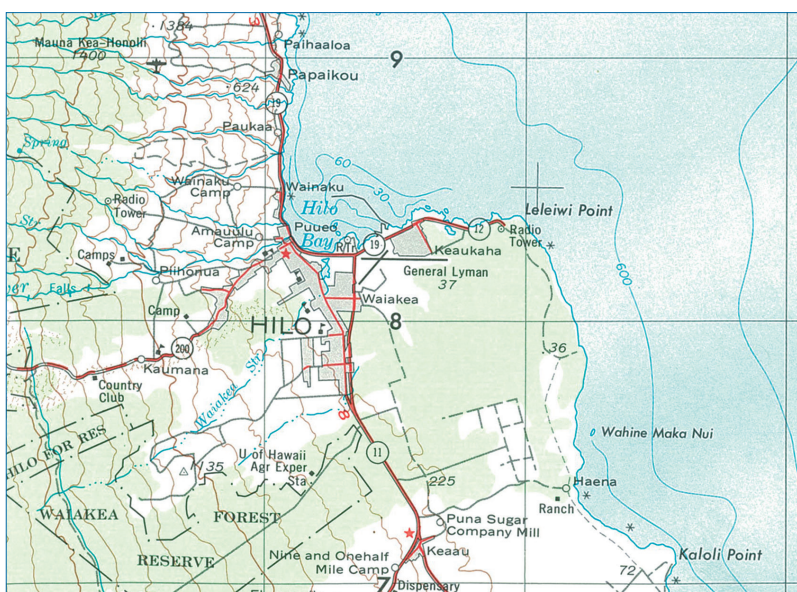 1384
Paihaaloa
Mauna Kea-Honolii
1400
9
Papaikou
624
19
Paukaa
Spring
60
Wainaku
Camp
Wainaku
30
Radio
Tower
Hilo
Bay
Leleiwi Point
Str
Amauulu
Camp
Puueo
R/Tr
19
12
Radio
Tower
Keaukaha
E
Camps
Piihonua
General Lyman
37
600
Falls
Waiakea
Camp
HILO
8
200
36
Kaumana
Country
Club
Waiakea Str
8
Wahine Maka Nui
HILO FOR RES
11
U of Hawaii
Agr Exper
Sta
225
Haena
Ranch
WAIAKEA
FOREST
RESERVE
Puna Sugar
Company Mill
Keaau
Kaloli Point
Nine and Onehalf
Mile Camp
72
7
Dispensary